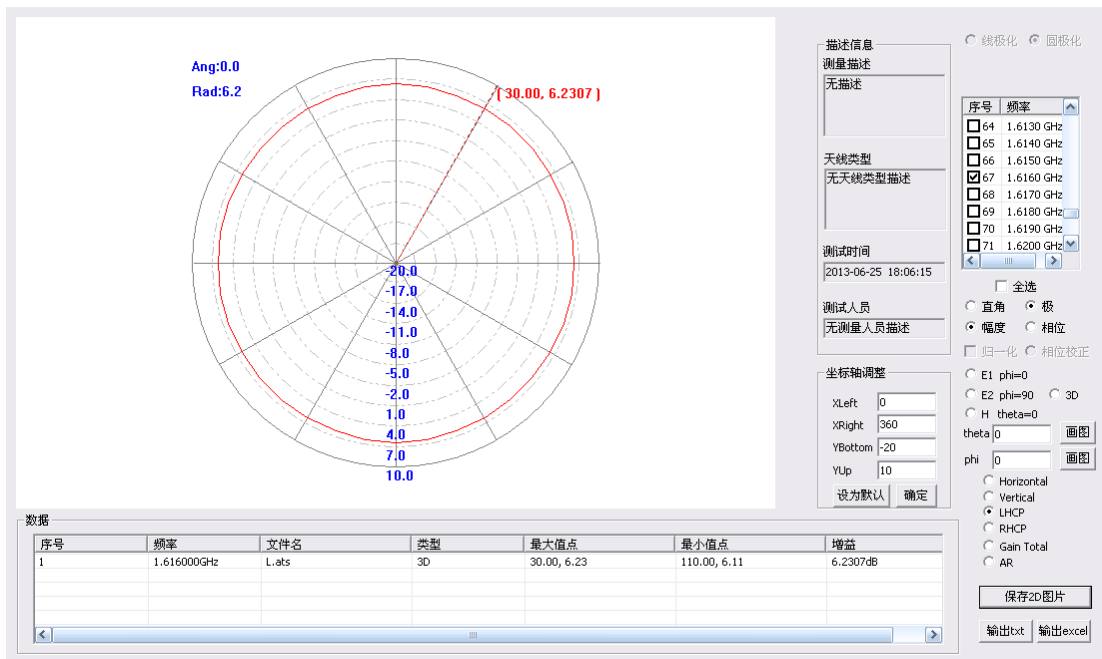 Ang:0.0
Rad:6.2
( 30.00, 6.2307 )
-20.0
-17.0
-14.0
-11.0
-8.0
-5.0
-2.0
1.0
4.0
7.0
10.0
描述信息
测量描述
无描述
天线类型
无天线类型描述
测试时间
2013-06-25 18:06:15
测试人员
无测量人员描述
坐标轴调整
XLeft 0
XRight 360
YBottom -20
YUp 10
设为默认 确定
线极化 圆极化
序号 频率
64 1.6130 GHz
65 1.6140 GHz
66 1.6150 GHz
67 1.6160 GHz
68 1.6170 GHz
69 1.6180 GHz
70 1.6190 GHz
71 1.6200 GHz
全选
直角 极
幅度 相位
归一化 相位校正
E1 phi=0
E2 phi=90 3D
H theta=0
theta 0 画图
phi 0 画图
Horizontal
Vertical
LHCP
RHCP
Gain Total
AR
保存2D图片
输出txt 输出excel
数据
序号 频率 文件名 类型 最大值点 最小值点 增益
1 1.616000GHz L.ats 3D 30.00, 6.23 110.00, 6.11 6.2307dB